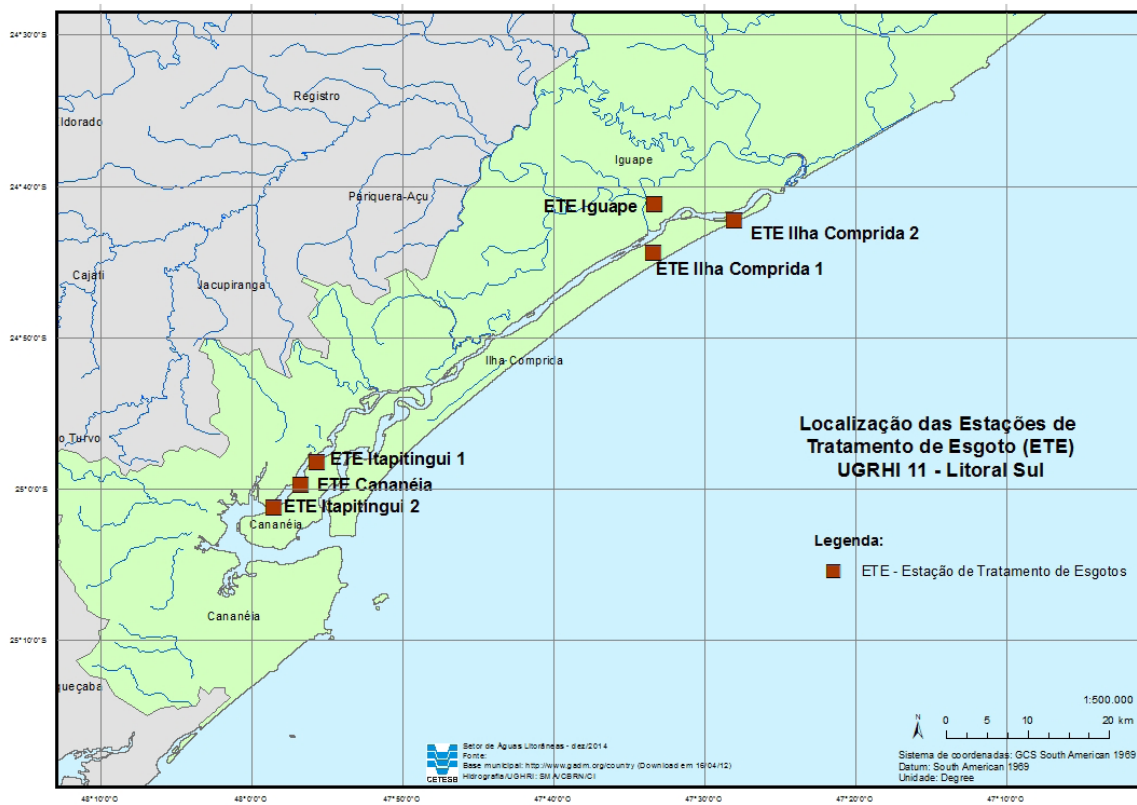 24°30'0"S
Registro
Eldorado
Iguape
24°40'0"S
Pariquera-Açu
ETE Iguape
ETE Ilha Comprida 2
ETE Ilha Comprida 1
Cajati
Jacupiranga
24°50'0"S
Ilha Comprida
Localização das Estações de
Tratamento de Esgoto (ETE)
UGRHI 11 - Litoral Sul
o Turvo
ETE Itapitingui 1
ETE Cananéia
25°0'0"S
ETE Itapitingui 2
Cananéia
Legenda:
ETE - Estação de Tratamento de Esgotos
Cananéia
25°10'0"S
queçaba
1:500.000
N
0 5 10 20 km
CETESB
Setor de Águas Litorâneas - dez/2014
Fonte:
Base municipal: http://www.gadm.org/country (Download em 16/04/12)
Hidrografia/UGHRI: SMA/CBRN/CI
Sistema de coordenadas: GCS South American 1969
Datum: South American 1969
Unidade: Degree
48°10'0"O 48°0'0"O 47°50'0"O 47°40'0"O 47°30'0"O 47°20'0"O 47°10'0"O